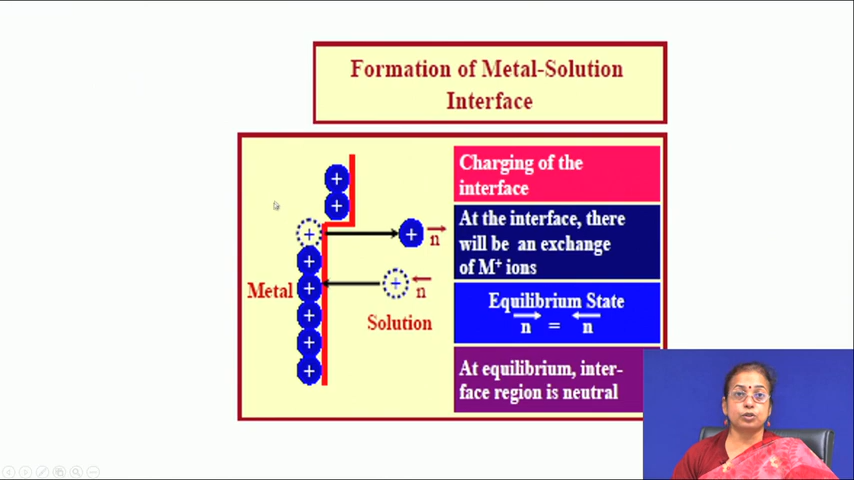 Formation of Metal-Solution
Interface
+
+
+
+
n
+
+
+
n
Metal
+
Solution
+
+
Charging of the
interface
At the interface, there
will be an exchange
of M⁺ ions
Equilibrium State
n = n
At equilibrium, inter-
face region is neutral